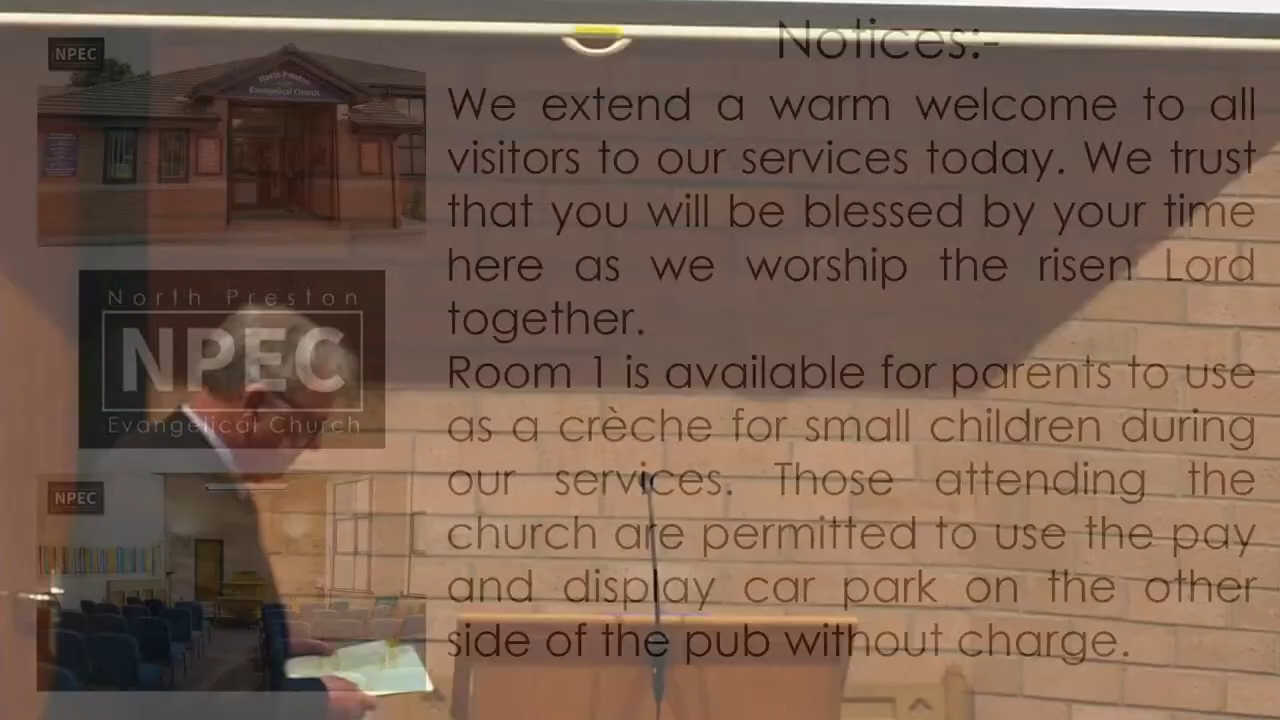 Notices:-
NPEC
North Preston
Evangelical Church
We extend a warm welcome to all
visitors to our services today. We trust
that you will be blessed by your time
here as we worship the risen Lord
together.
Room 1 is available for parents to use
as a crèche for small children during
our services. Those attending the
church are permitted to use the pay
and display car park on the other
side of the pub without charge.
North Preston
NPEC
Evangelical Church
NPEC